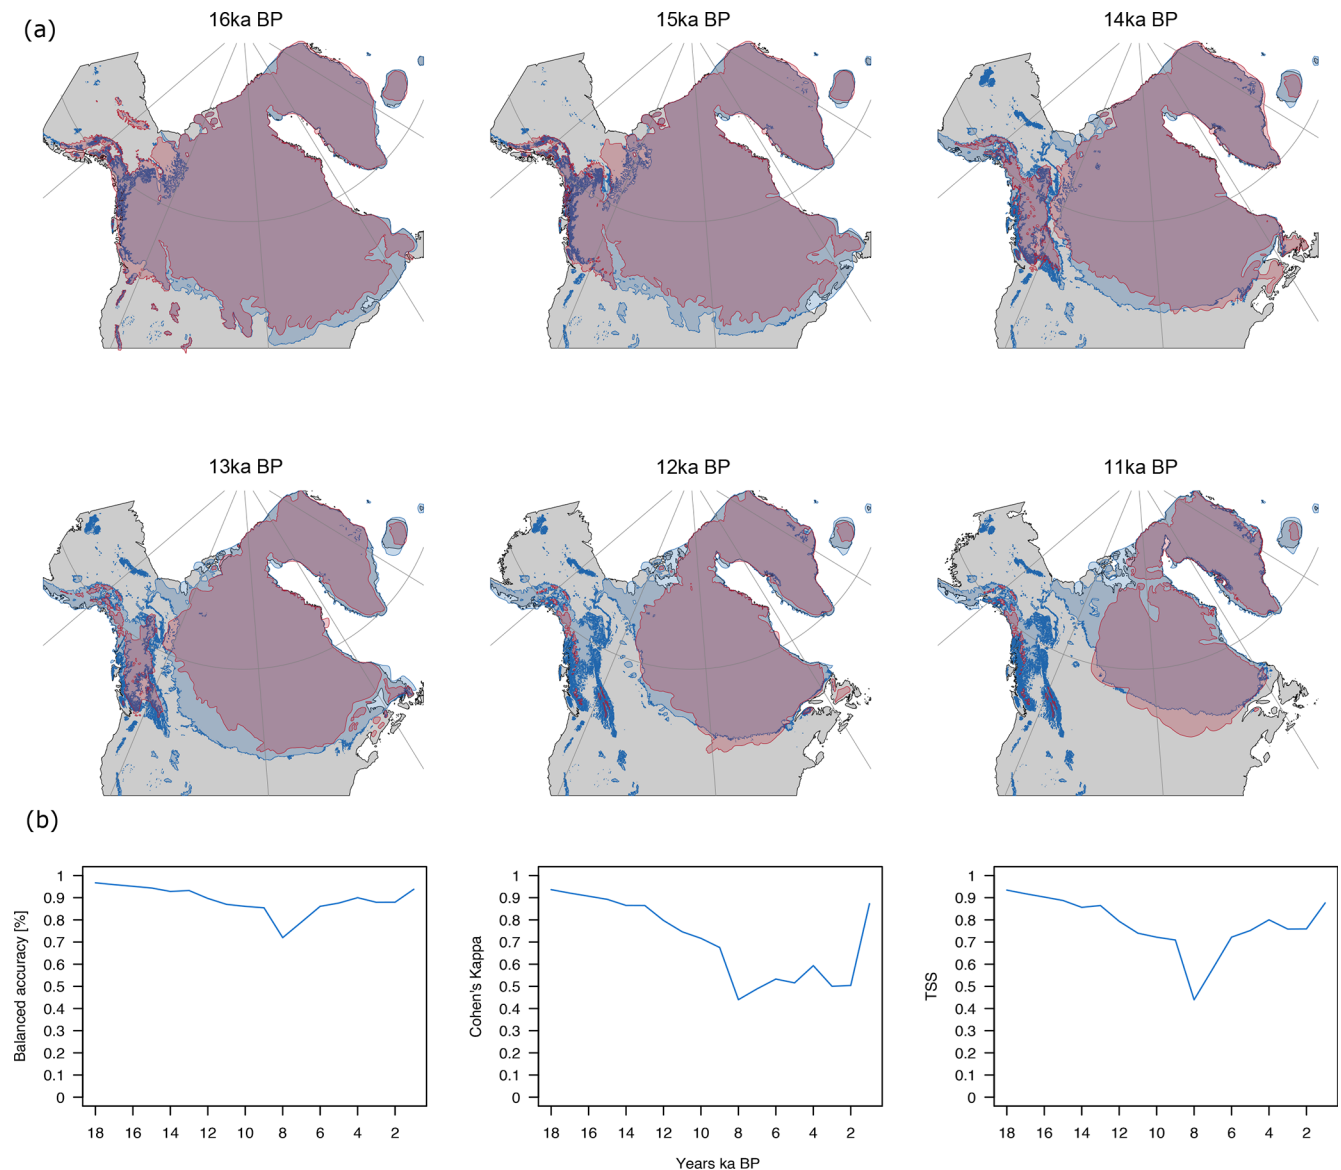 (a)
16ka BP
15ka BP
14ka BP
13ka BP
12ka BP
11ka BP
(b)
Balanced accuracy [%]
1
0.9
0.8
0.7
0.6
0.5
0.4
0.3
0.2
0.1
0
18 16 14 12 10 8 6 4 2
Cohen's Kappa
1
0.9
0.8
0.7
0.6
0.5
0.4
0.3
0.2
0.1
0
18 16 14 12 10 8 6 4 2
Years ka BP
TSS
1
0.9
0.8
0.7
0.6
0.5
0.4
0.3
0.2
0.1
0
18 16 14 12 10 8 6 4 2